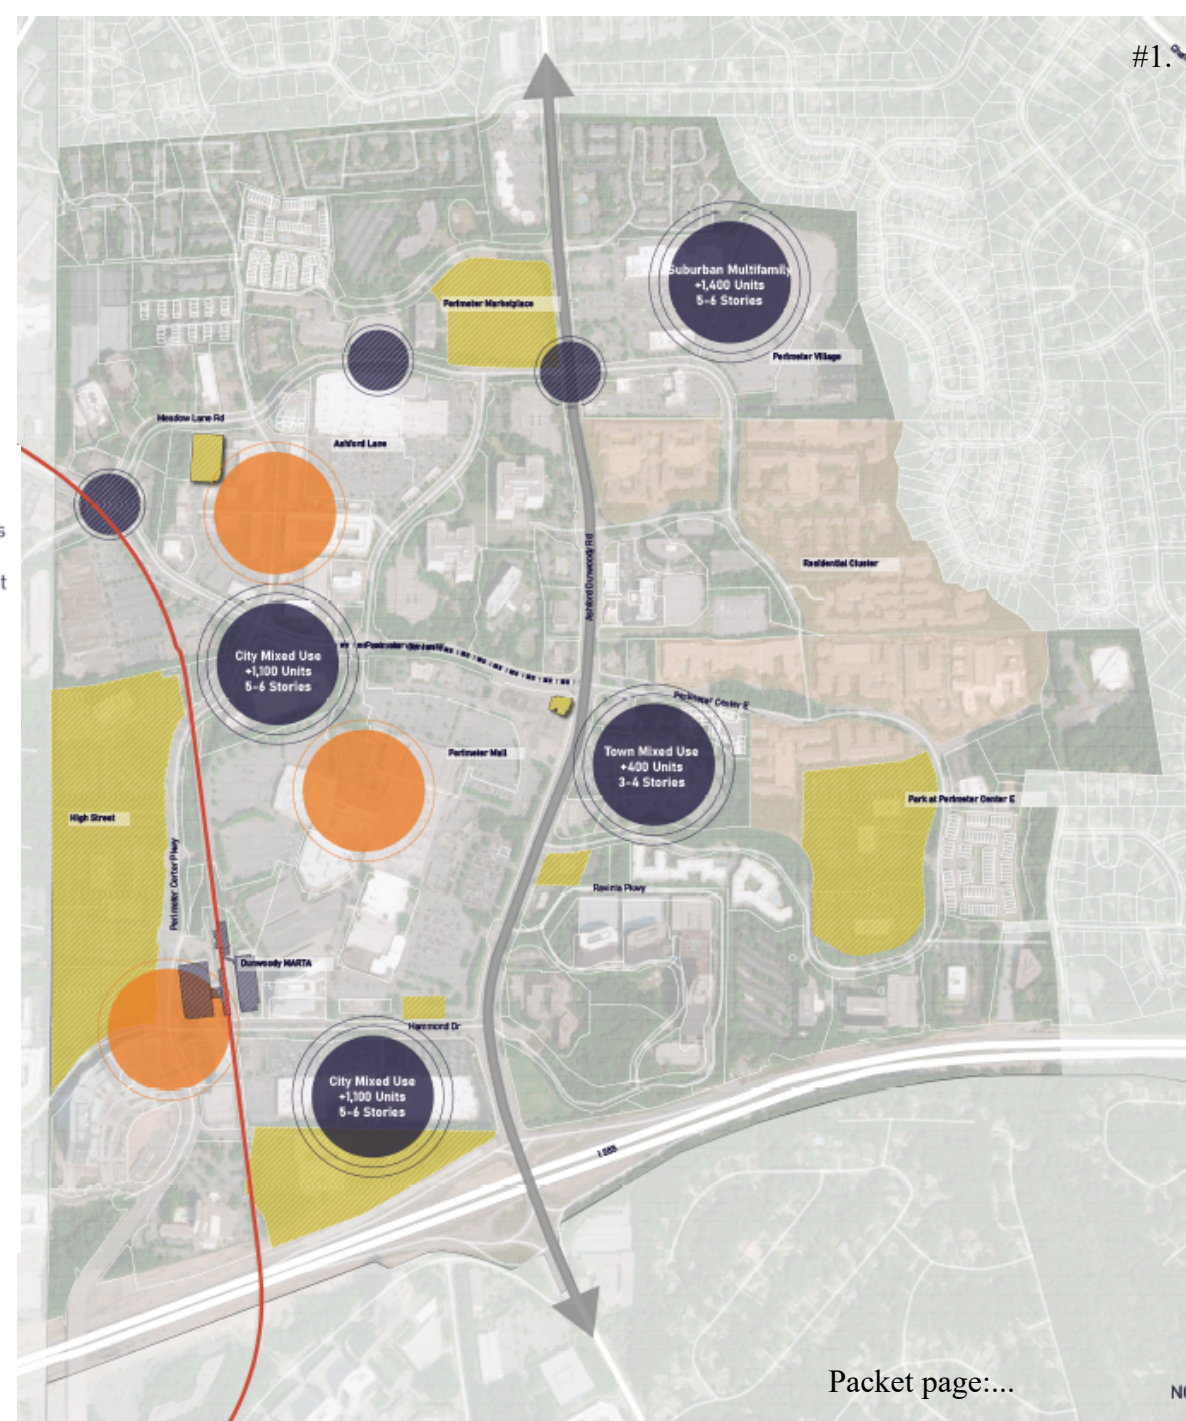 #1.
Suburban Multifamily
+1,400 Units
5-6 Stories
Perimeter Marketplace
Perimeter Village
Meadow Lane Rd
Ashford Lane
s
t
Ashford Dunwoody Rd
Residential Cluster
City Mixed Use
+1,100 Units
5-6 Stories
Perimeter Center E
Town Mixed Use
+400 Units
3-4 Stories
Perimeter Mall
Park at Perimeter Center E
High Street
Perimeter Center Pkwy
Ravinia Pkwy
Dunwoody MARTA
Hammond Dr
City Mixed Use
+1,100 Units
5-6 Stories
I 285
Packet page:...